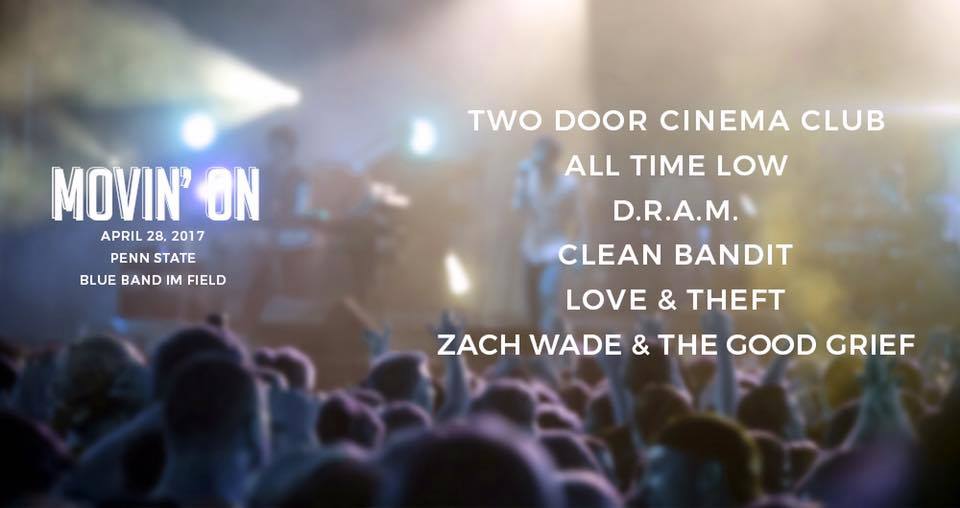 MOVIN' ON
APRIL 28, 2017
PENN STATE
BLUE BAND IM FIELD
TWO DOOR CINEMA CLUB
ALL TIME LOW
D.R.A.M.
CLEAN BANDIT
LOVE & THEFT
ZACH WADE & THE GOOD GRIEF